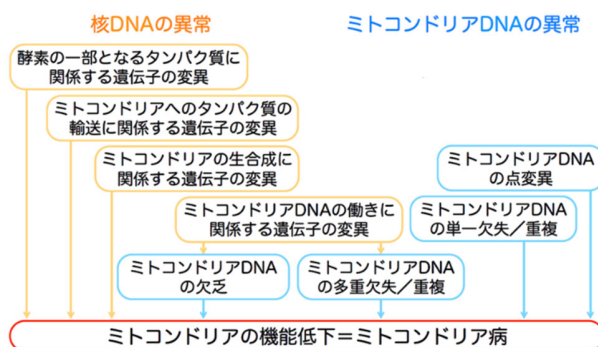 核DNAの異常
ミトコンドリアDNAの異常
酵素の一部となるタンパク質に
関係する遺伝子の変異
ミトコンドリアへのタンパク質の
輸送に関係する遺伝子の変異
ミトコンドリアの生合成に
関係する遺伝子の変異
ミトコンドリアDNA
の点変異
ミトコンドリアDNAの働きに
関係する遺伝子の変異
ミトコンドリアDNA
の単一欠失／重複
ミトコンドリアDNA
の欠乏
ミトコンドリアDNA
の多重欠失／重複
ミトコンドリアの機能低下＝ミトコンドリア病